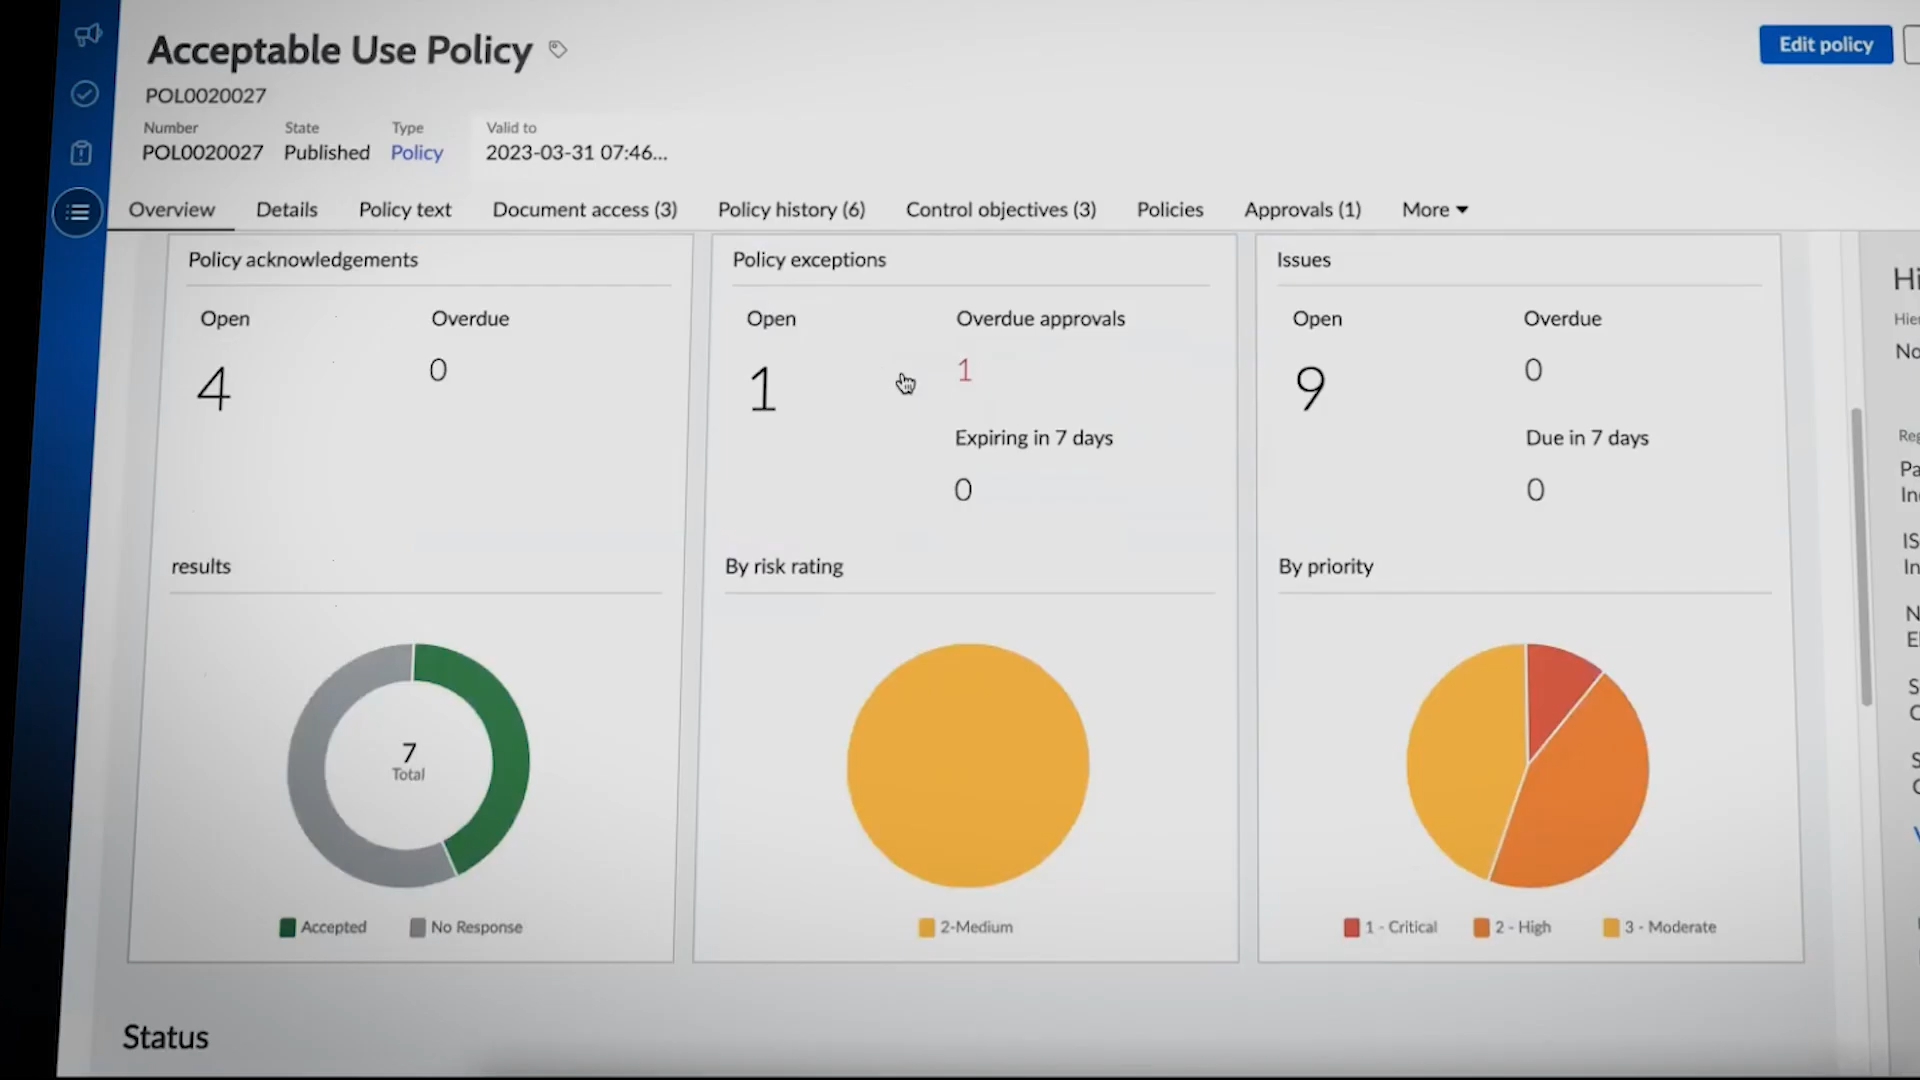 Acceptable Use Policy
Edit policy
POL0020027
Number
State
Type
Valid to
POL0020027
Published
Policy
2023-03-31 07:46...
Overview
Details
Policy text
Document access (3)
Policy history (6)
Control objectives (3)
Policies
Approvals (1)
More
Policy acknowledgements
Open
Overdue
4
0
results
7
Total
Accepted
No Response
Policy exceptions
Open
Overdue approvals
1
1
Expiring in 7 days
0
By risk rating
2-Medium
Issues
Open
Overdue
9
0
Due in 7 days
0
By priority
1 - Critical
2 - High
3 - Moderate
Status